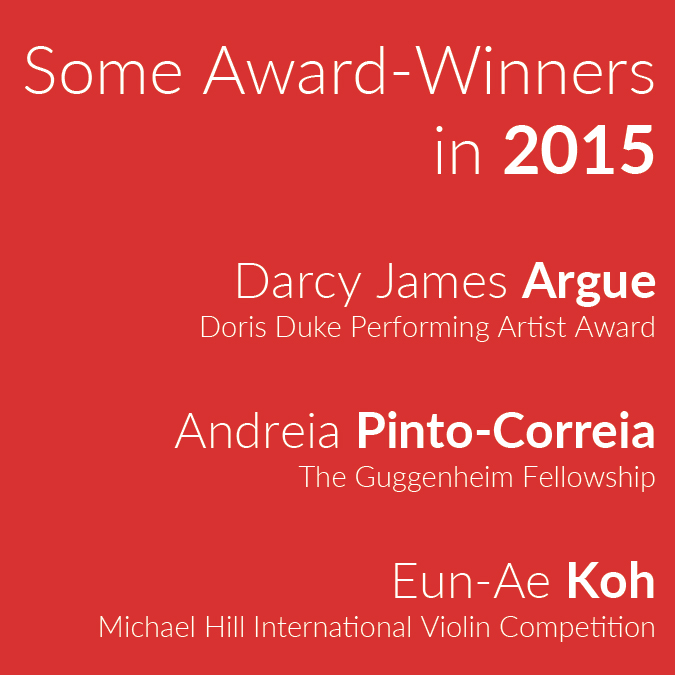 Some Award-Winners
in 2015
Darcy James Argue
Doris Duke Performing Artist Award
Andreia Pinto-Correia
The Guggenheim Fellowship
Eun-Ae Koh
Michael Hill International Violin Competition